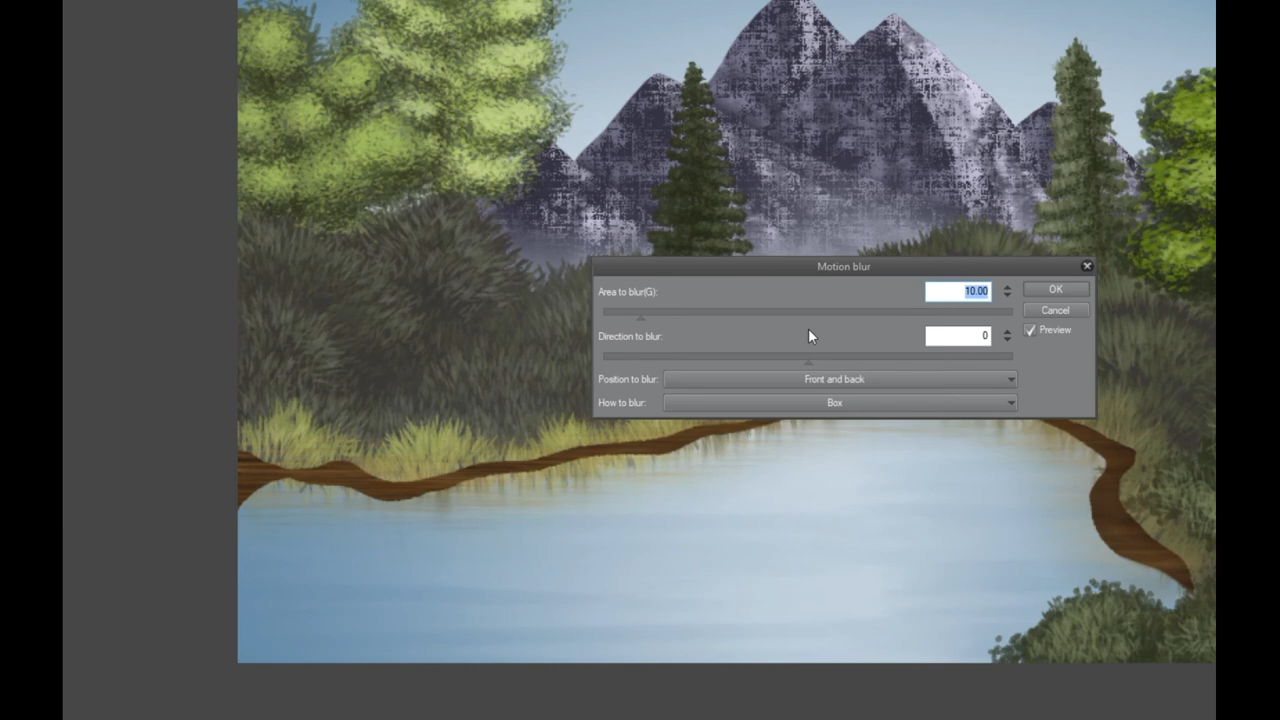 Motion blur
Area to blur(G): 10.00 OK
Cancel
Direction to blur: 0 Preview
Position to blur: Front and back
How to blur: Box